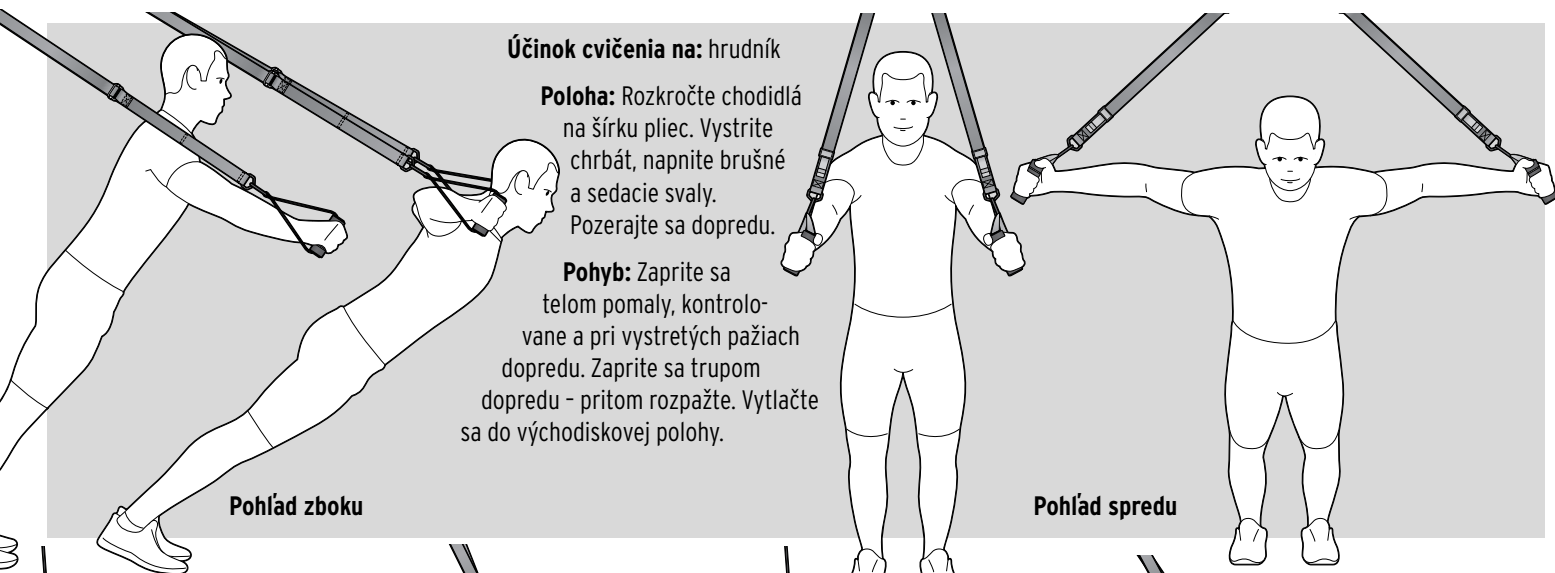 Účinok cvičenia na: hrudník
Poloha: Rozkročte chodidlá
na šírku pliec. Vystrite
chrbát, napnite brušné
a sedacie svaly.
Pozerajte sa dopredu.
Pohyb: Zaprite sa
telom pomaly, kontrolo-
vane a pri vystretých pažiach
dopredu. Zaprite sa trupom
dopredu – pritom rozpažte. Vytlačte
sa do východiskovej polohy.
Pohľad zboku
Pohľad spredu